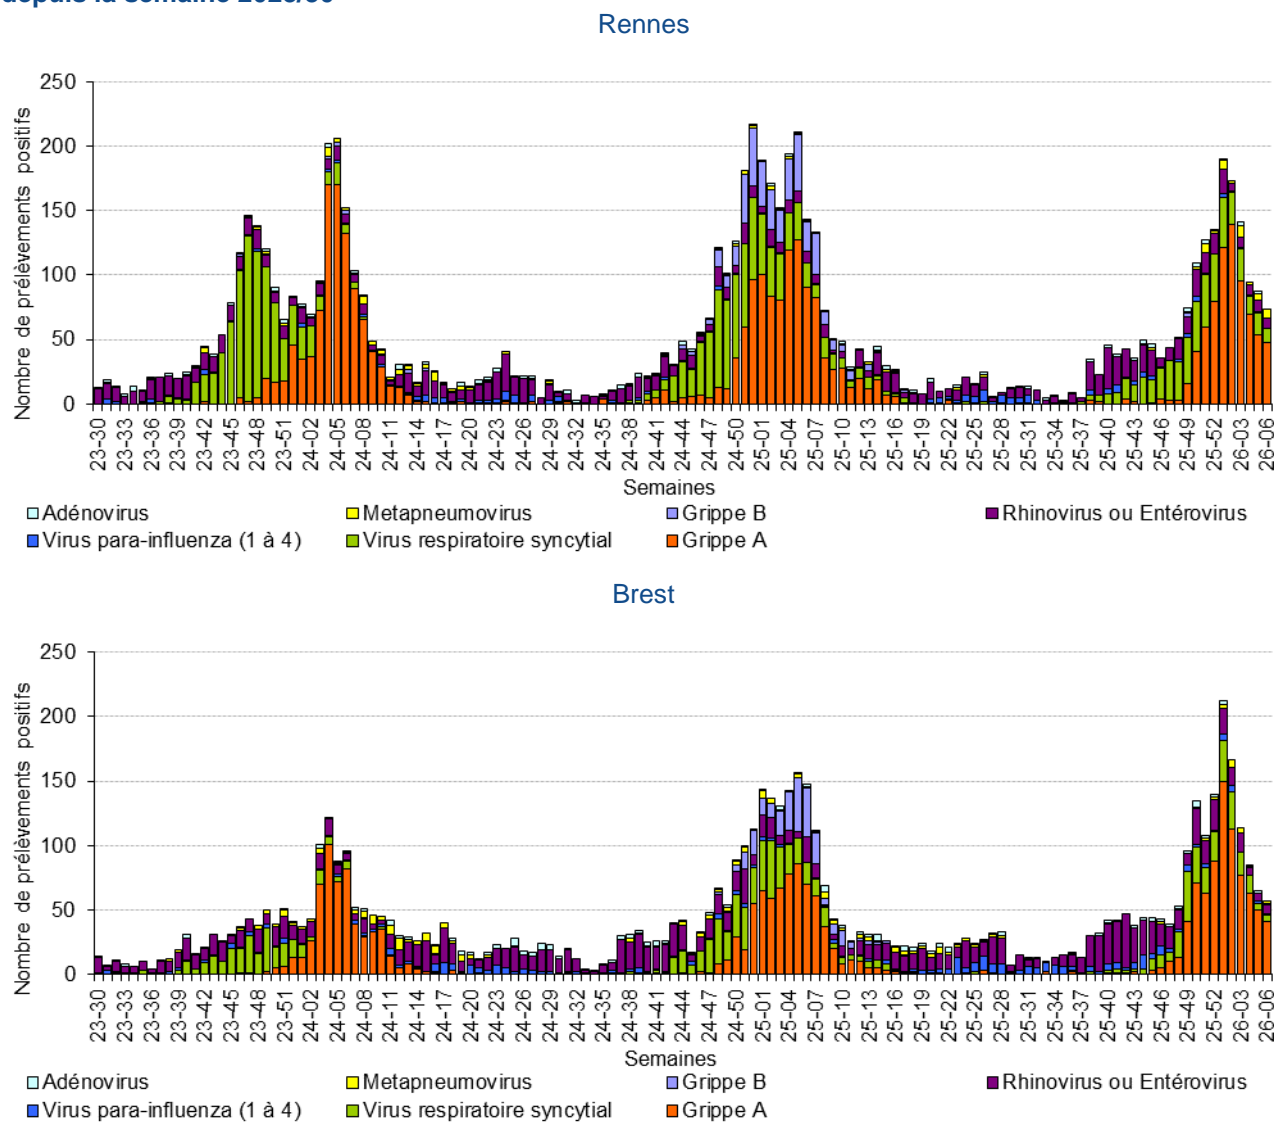 depuis la semaine 2023/30
Rennes
Nombre de prélèvements positifs
250
200
150
100
50
0
23-30 23-33 23-36 23-39 23-42 23-45 23-48 23-51 24-02 24-05 24-08 24-11 24-14 24-17 24-20 24-23 24-26 24-29 24-32 24-35 24-38 24-41 24-44 24-47 24-50 25-01 25-04 25-07 25-10 25-13 25-16 25-19 25-22 25-25 25-28 25-31 25-34 25-37 25-40 25-43 25-46 25-49 25-52 26-03 26-06
Semaines
Adénovirus Metapneumovirus Grippe B Rhinovirus ou Entérovirus
Virus para-influenza (1 à 4) Virus respiratoire syncytial Grippe A
Brest
Nombre de prélèvements positifs
250
200
150
100
50
0
23-30 23-33 23-36 23-39 23-42 23-45 23-48 23-51 24-02 24-05 24-08 24-11 24-14 24-17 24-20 24-23 24-26 24-29 24-32 24-35 24-38 24-41 24-44 24-47 24-50 25-01 25-04 25-07 25-10 25-13 25-16 25-19 25-22 25-25 25-28 25-31 25-34 25-37 25-40 25-43 25-46 25-49 25-52 26-03 26-06
Semaines
Adénovirus Metapneumovirus Grippe B Rhinovirus ou Entérovirus
Virus para-influenza (1 à 4) Virus respiratoire syncytial Grippe A